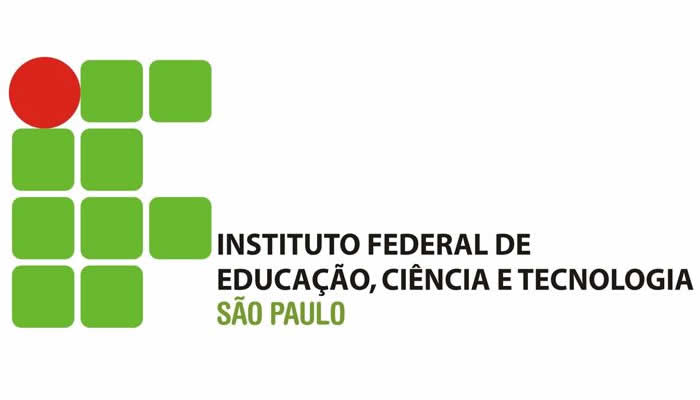 INSTITUTO FEDERAL DE
EDUCAÇÃO, CIÊNCIA E TECNOLOGIA
SÃO PAULO